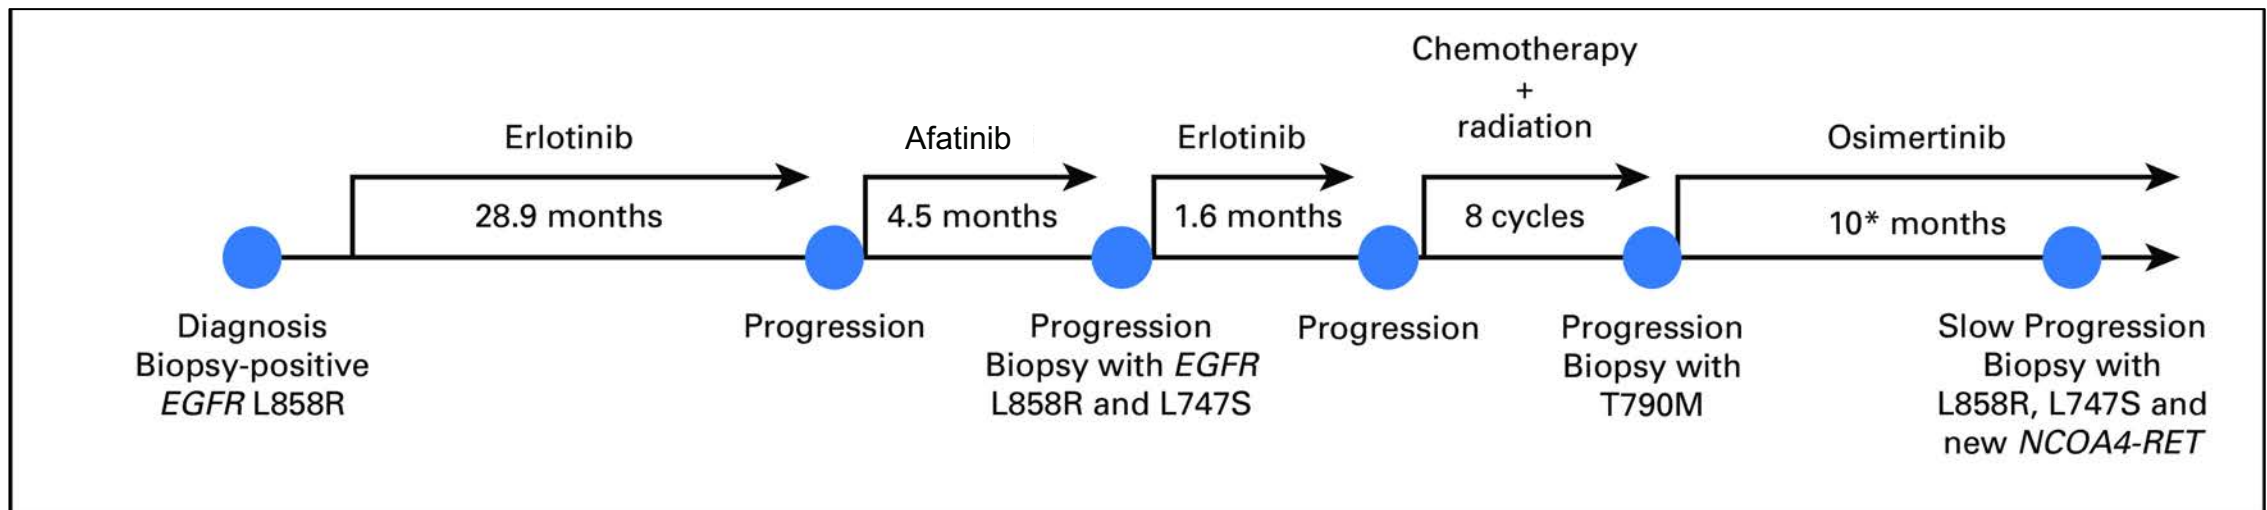 Chemotherapy
+
radiation
Erlotinib
Afatinib
Erlotinib
Osimertinib
28.9 months
4.5 months
1.6 months
8 cycles
10* months
Diagnosis
Biopsy-positive
EGFR L858R
Progression
Progression
Biopsy with EGFR
L858R and L747S
Progression
Progression
Biopsy with
T790M
Slow Progression
Biopsy with
L858R, L747S and
new NCOA4-RET